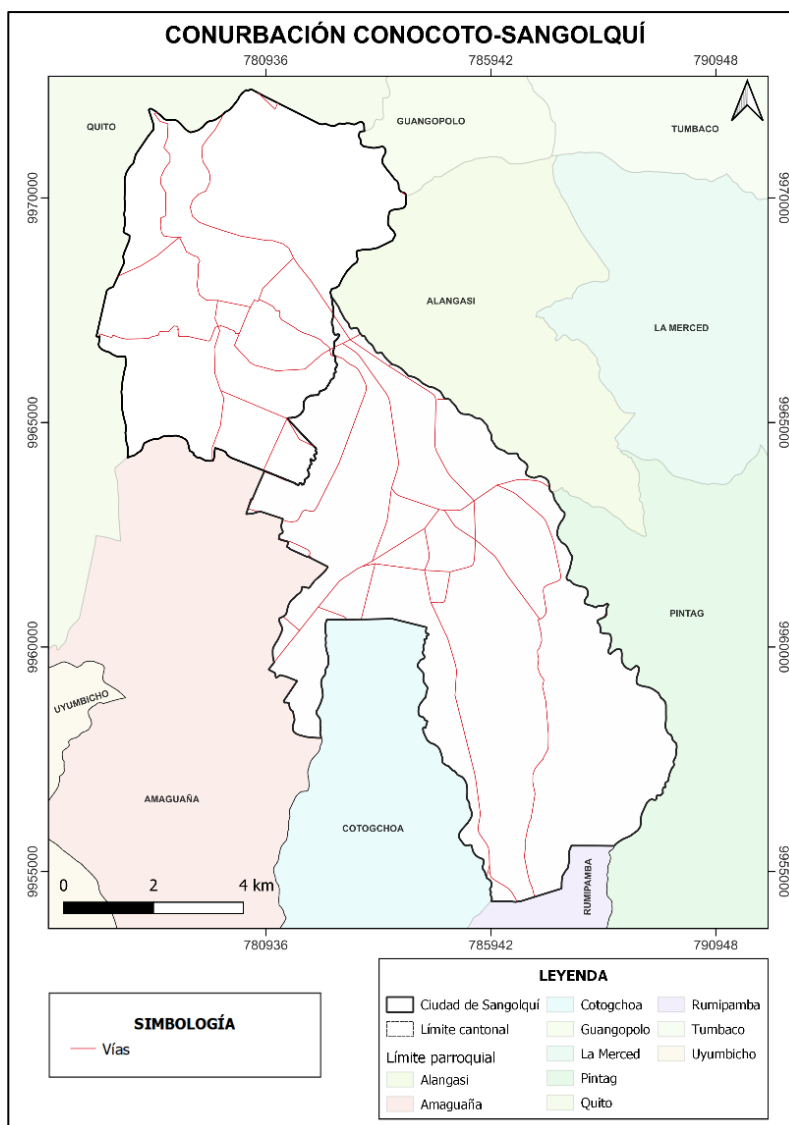 CONURBACIÓN CONOCOTO-SANGOLQUÍ
780936 785942 790948
QUITO
GUANGOPOLO
TUMBACO
9970000
9970000
ALANGASI
LA MERCED
9965000
9965000
PINTAG
9960000
9960000
UYUMBICHO
AMAGUAÑA
COTOGCHOA
RUMIPAMBA
9955000
9955000
0 2 4 km
780936 785942 790948
SIMBOLOGÍA
Vías
LEYENDA
Ciudad de Sangolquí
Límite cantonal
Límite parroquial
Alangasi
Amaguaña
Cotogchoa
Guangopolo
La Merced
Pintag
Quito
Rumipamba
Tumbaco
Uyumbicho